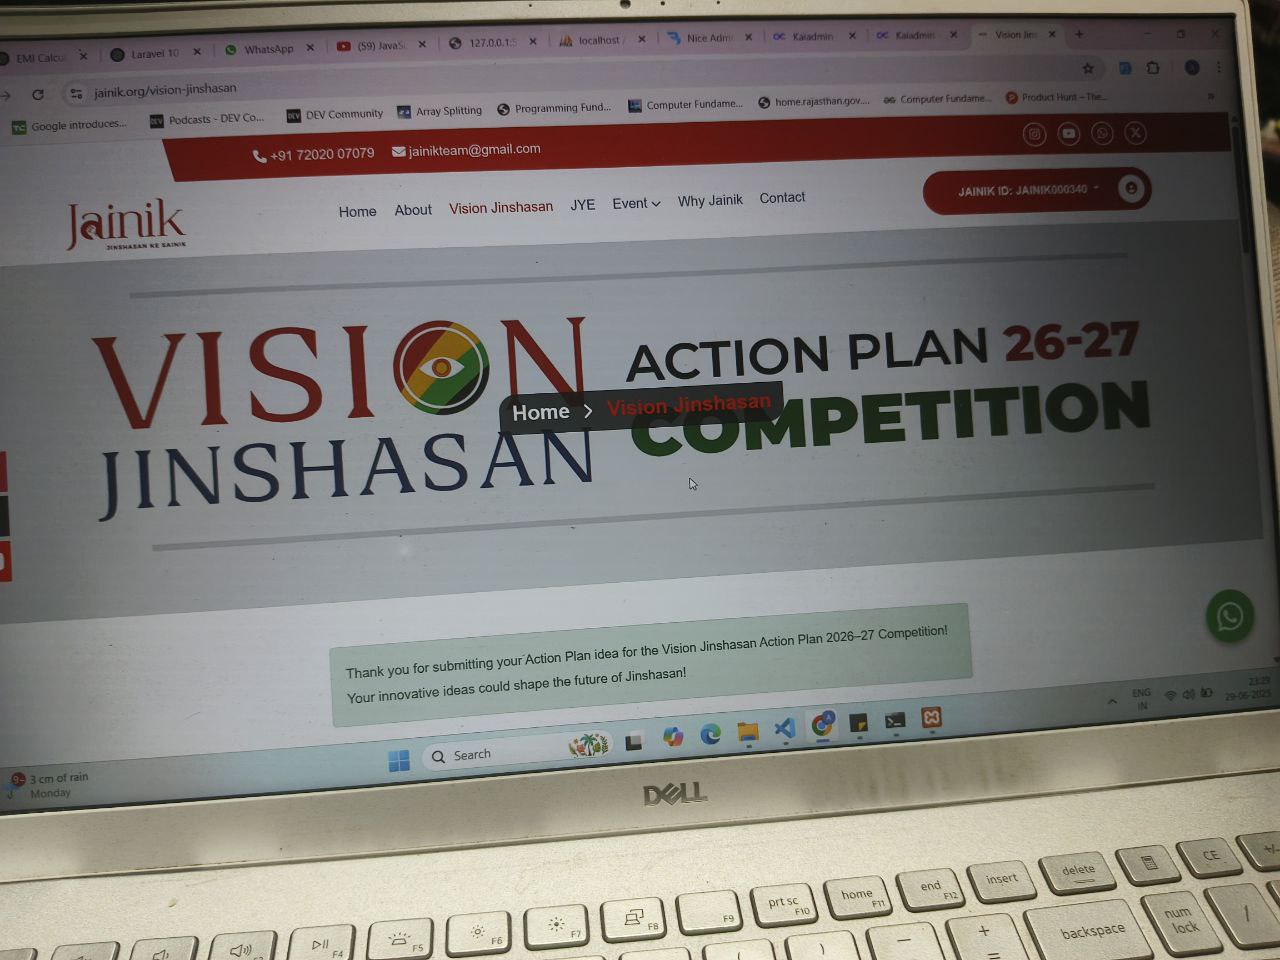 EMI Calcu
Laravel 10
WhatsApp
(59) JavaSc
127.0.0.1:5
localhost /
Nice Adm
Kaiadmin
Kaiadmin
Vision Jins
jainik.org/vision-jinshasan
Google introduces...
Podcasts - DEV Co...
DEV Community
Array Splitting
Programming Fund...
Computer Fundame...
home.rajasthan.gov....
Computer Fundame...
Product Hunt – The...
+91 72020 07079 jainikteam@gmail.com
Jainik
JINSHASAN KE SAINIK
Home About Vision Jinshasan JYE Event Why Jainik Contact
JAINIK ID: JAINIK000340
VISION
JINSHASAN
ACTION PLAN 26-27
COMPETITION
Home > Vision Jinshasan
Thank you for submitting your Action Plan idea for the Vision Jinshasan Action Plan 2026–27 Competition!
Your innovative ideas could shape the future of Jinshasan!
3 cm of rain
Monday
Search
ENG
IN
23:29
29-06-2025
DELL
F5
F6
F7
F8
F9
prt sc
F10
home
F11
end
F12
insert
delete
CE
+/-
backspace
num
lock